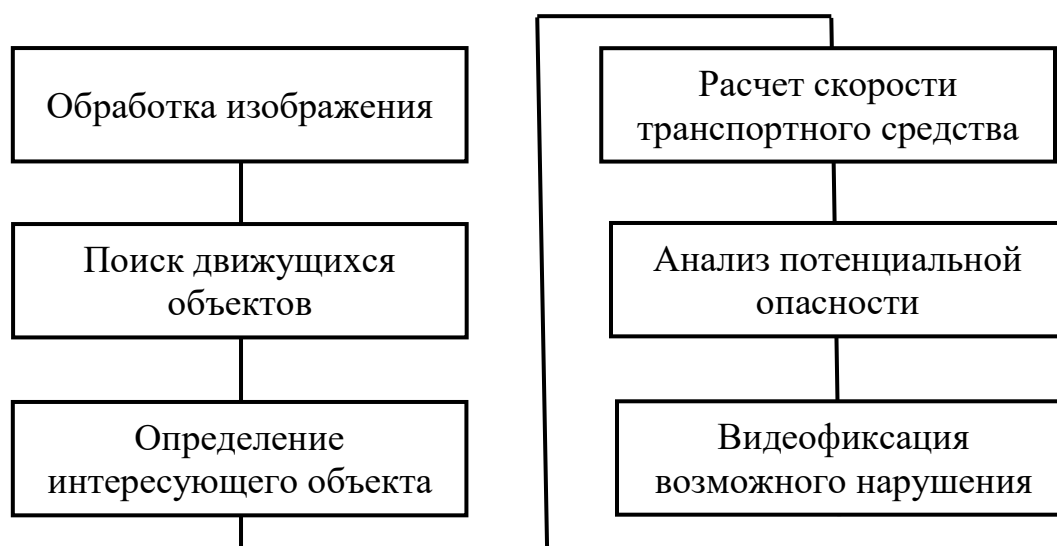 Обработка изображения
Поиск движущихся
объектов
Определение
интересующего объекта
Расчет скорости
транспортного средства
Анализ потенциальной
опасности
Видеофиксация
возможного нарушения